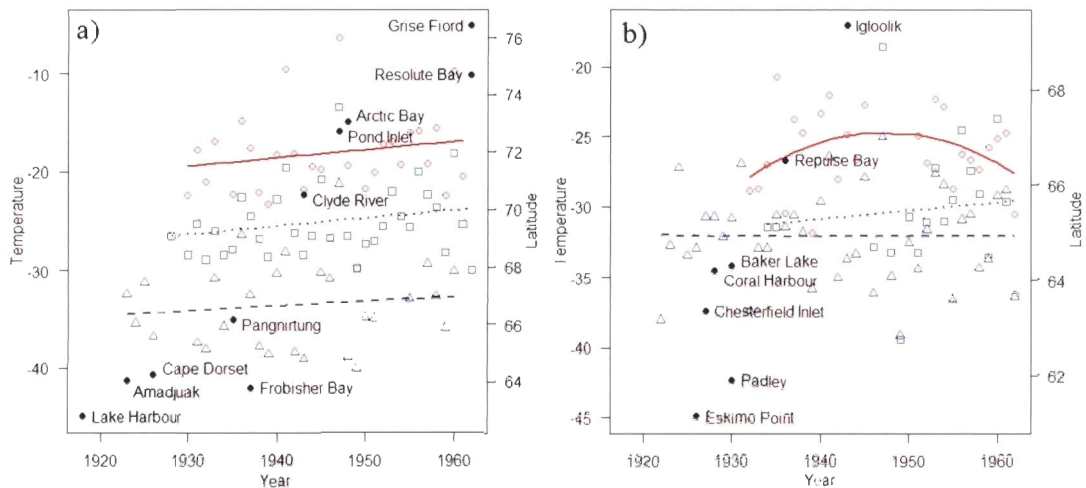 a)
Grise Fiord
Resolute Bay
Arctic Bay
Pond Inlet
Clyde River
Pangnirtung
Cape Dorset
Amadjuak
Frobisher Bay
Lake Harbour
-10
-20
-30
-40
Temperature
76
74
72
70
68
66
64
Latitude
1920 1930 1940 1950 1960
Year
b)
Igloolik
Repulse Bay
Baker Lake
Coral Harbour
Chesterfield Inlet
Padley
Eskimo Point
-20
-25
-30
-35
-40
-45
Temperature
68
66
64
62
Latitude
1920 1930 1940 1950 1960
Year